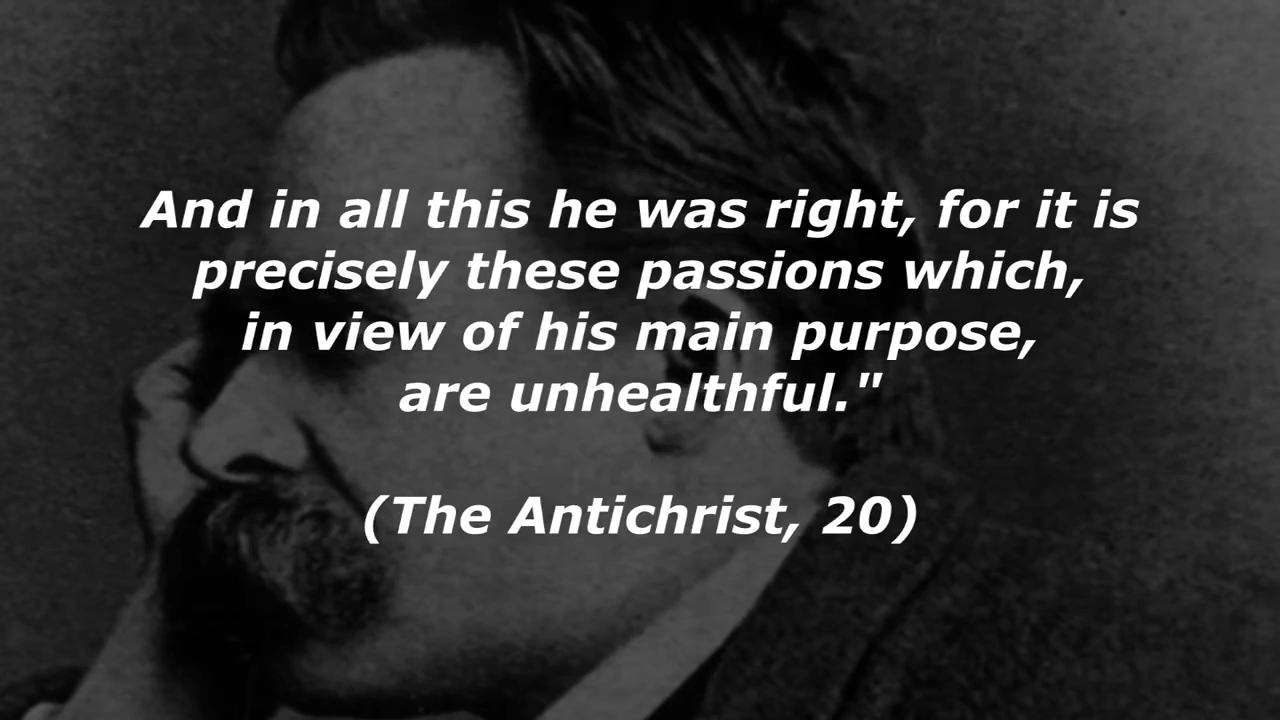 And in all this he was right, for it is
precisely these passions which,
in view of his main purpose,
are unhealthful."
(The Antichrist, 20)